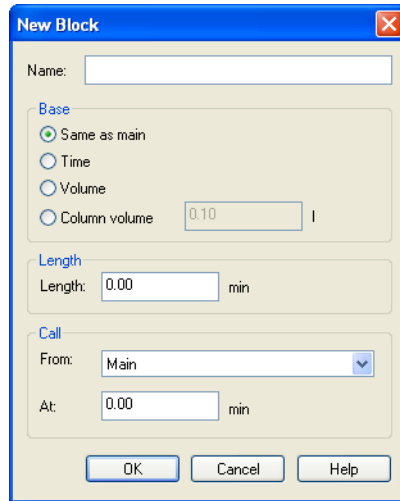 New Block
Name:
Base
Same as main
Time
Volume
Column volume 0.10 l
Length
Length: 0.00 min
Call
From: Main
At: 0.00 min
OK Cancel Help